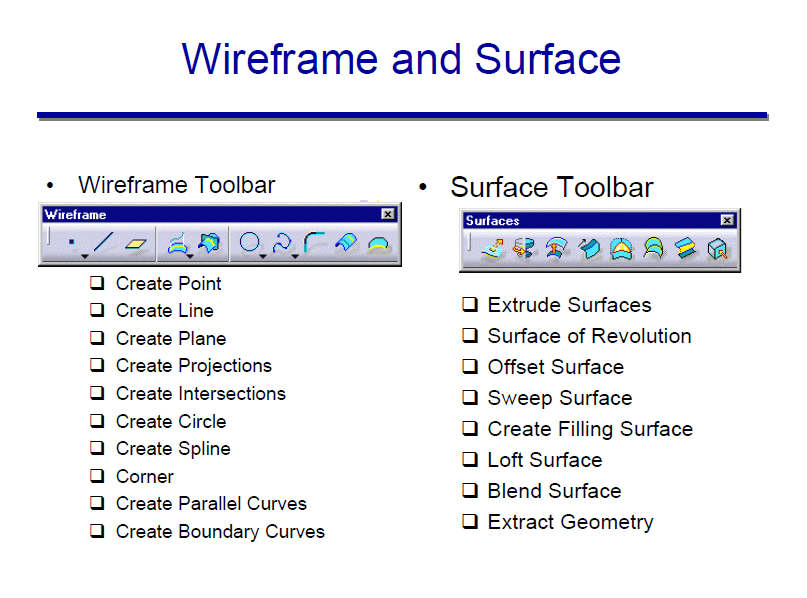 Wireframe and Surface
• Wireframe Toolbar
Wireframe
❑ Create Point
❑ Create Line
❑ Create Plane
❑ Create Projections
❑ Create Intersections
❑ Create Circle
❑ Create Spline
❑ Corner
❑ Create Parallel Curves
❑ Create Boundary Curves
• Surface Toolbar
Surfaces
❑ Extrude Surfaces
❑ Surface of Revolution
❑ Offset Surface
❑ Sweep Surface
❑ Create Filling Surface
❑ Loft Surface
❑ Blend Surface
❑ Extract Geometry